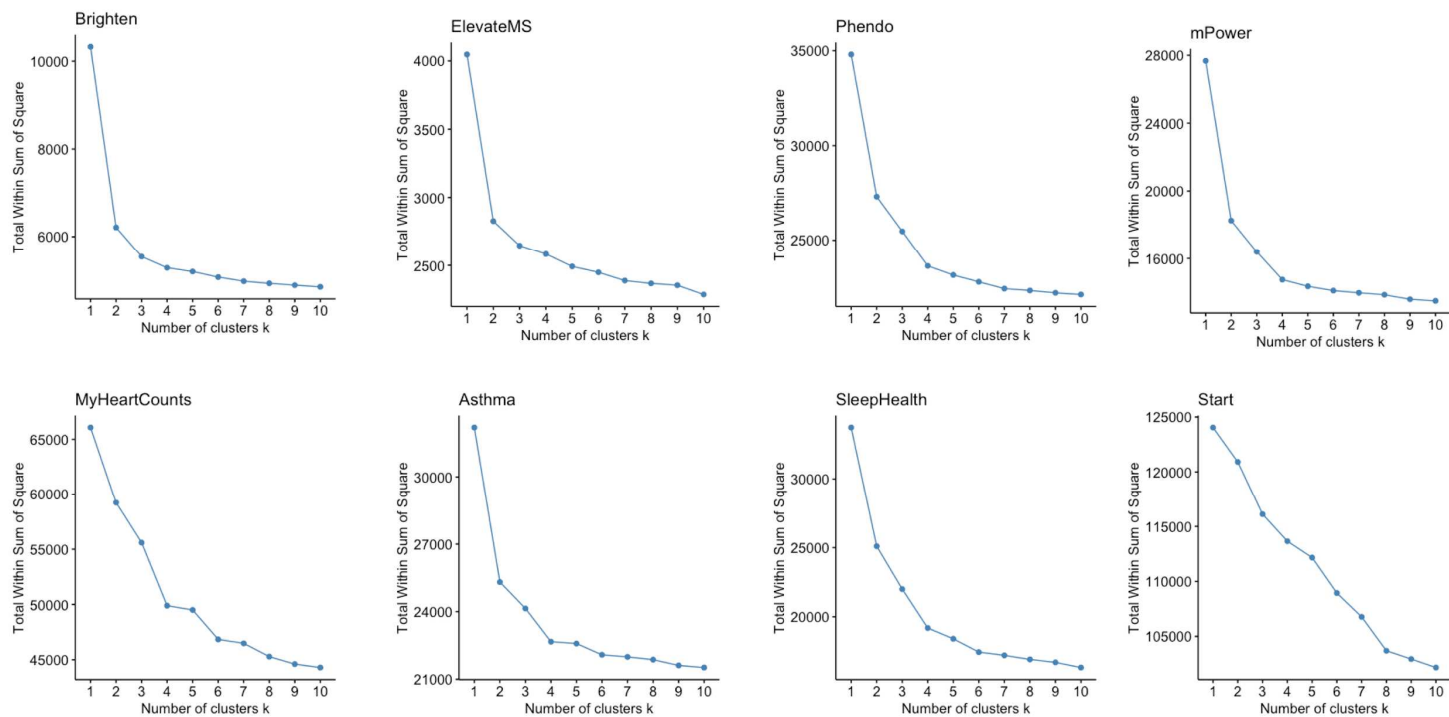 Brighten
Total Within Sum of Square
10000
8000
6000
1 2 3 4 5 6 7 8 9 10
Number of clusters k
ElevateMS
Total Within Sum of Square
4000
3500
3000
2500
1 2 3 4 5 6 7 8 9 10
Number of clusters k
Phendo
Total Within Sum of Square
35000
30000
25000
1 2 3 4 5 6 7 8 9 10
Number of clusters k
mPower
Total Within Sum of Square
28000
24000
20000
16000
1 2 3 4 5 6 7 8 9 10
Number of clusters k
MyHeartCounts
Total Within Sum of Square
65000
60000
55000
50000
45000
1 2 3 4 5 6 7 8 9 10
Number of clusters k
Asthma
Total Within Sum of Square
30000
27000
24000
21000
1 2 3 4 5 6 7 8 9 10
Number of clusters k
SleepHealth
Total Within Sum of Square
30000
25000
20000
1 2 3 4 5 6 7 8 9 10
Number of clusters k
Start
Total Within Sum of Square
125000
120000
115000
110000
105000
1 2 3 4 5 6 7 8 9 10
Number of clusters k